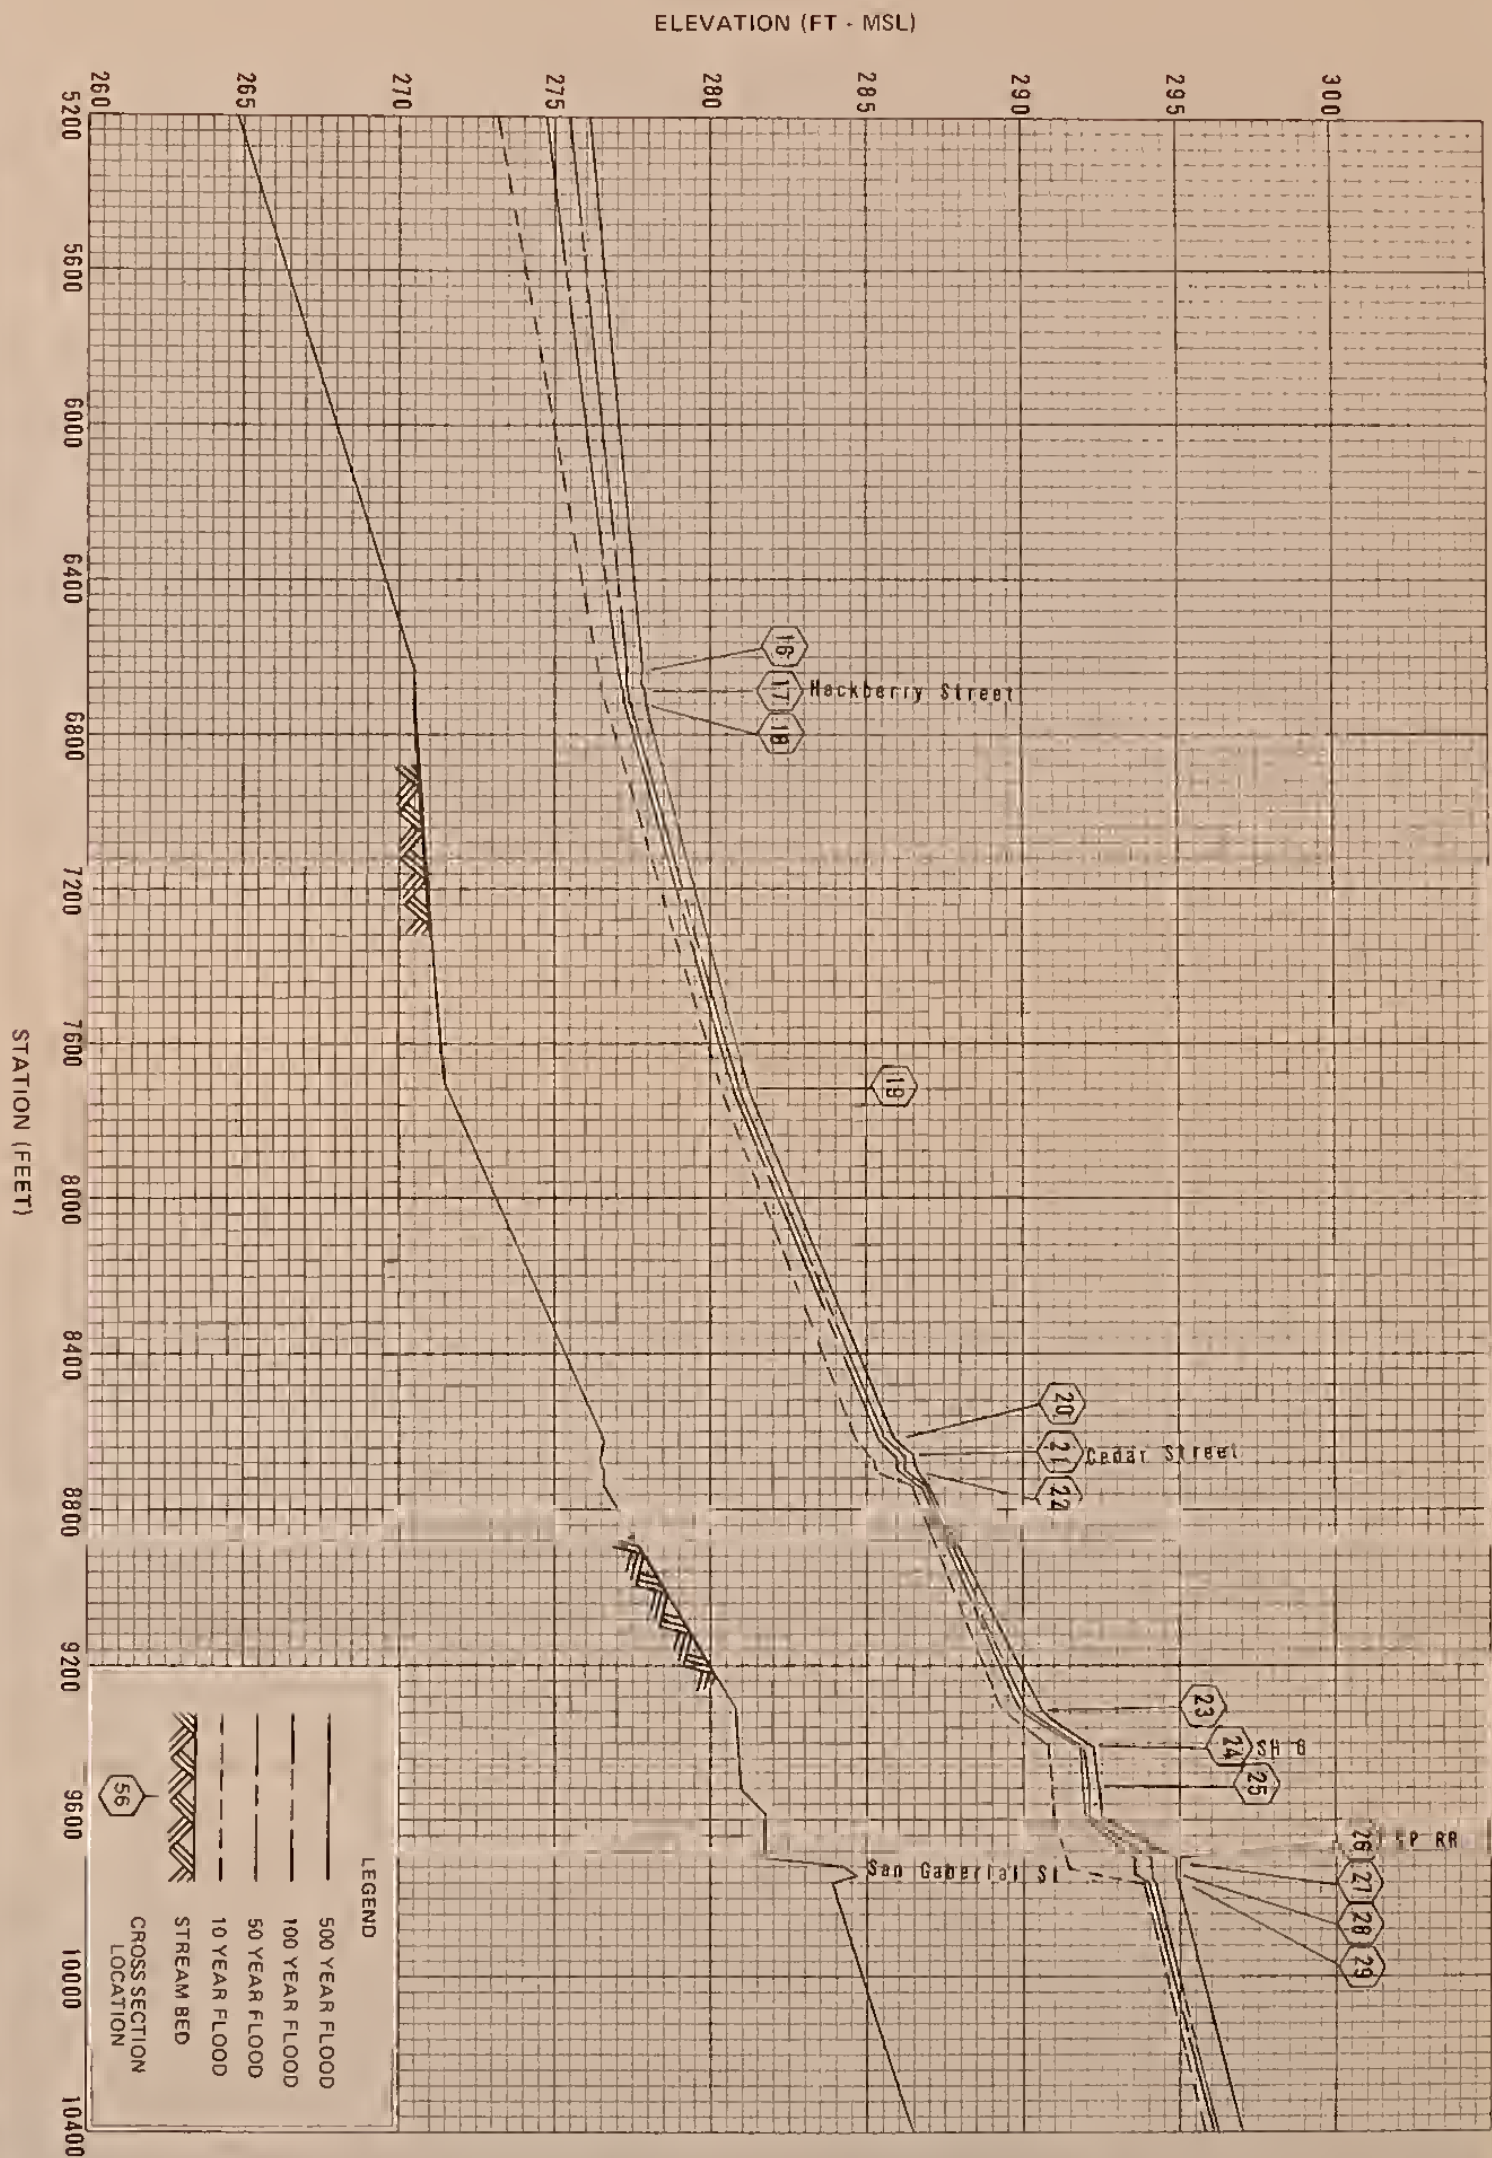 ELEVATION (FT - MSL)
300
295
290
285
280
275
270
265
260
5200
5600
6000
6400
6800
7200
7600
8000
8400
8800
9200
9600
10000
10400
STATION (FEET)
16
17 Hackberry Street
18
19
20
21 Cedar Street
22
23
24 SH 6
25
26 SP RR
27
28
29
San Gaberial St
LEGEND
500 YEAR FLOOD
100 YEAR FLOOD
50 YEAR FLOOD
10 YEAR FLOOD
STREAM BED
56 CROSS SECTION
LOCATION